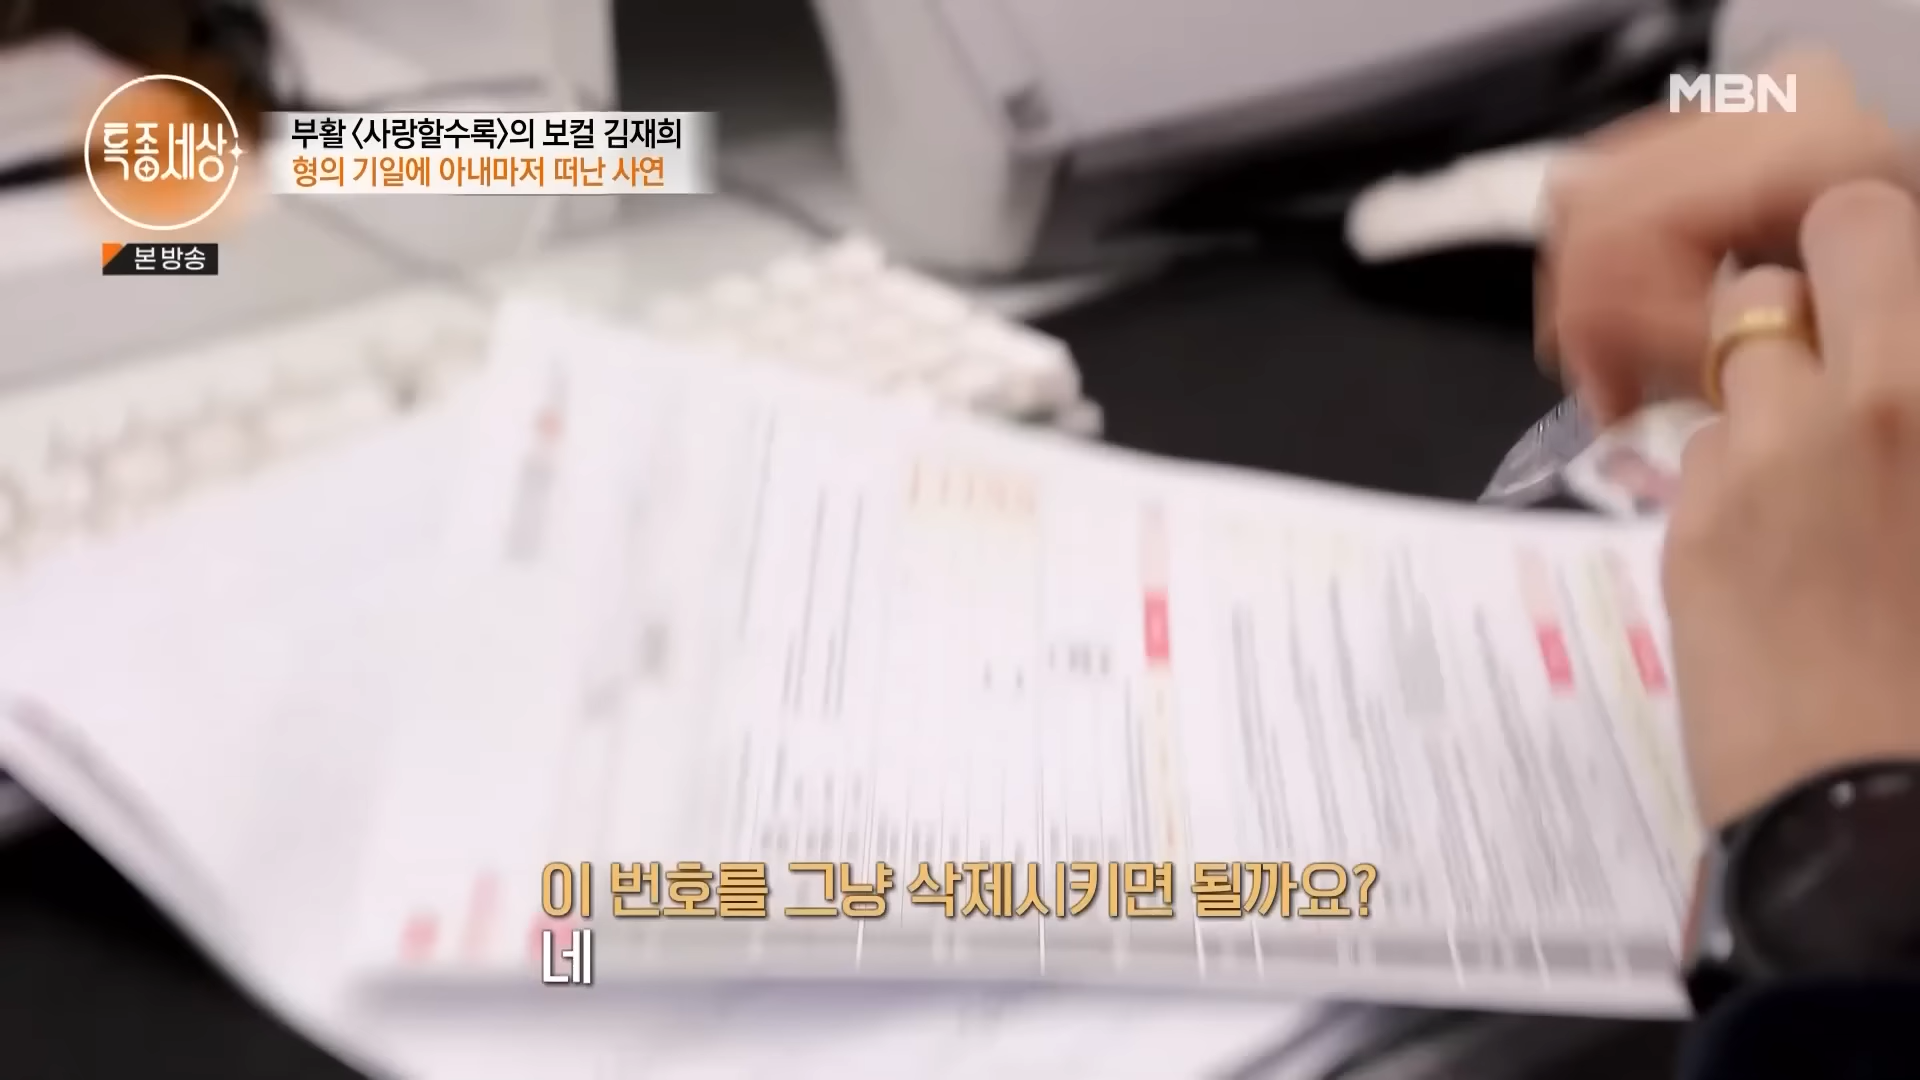 특종세상
본 방송
부활 <사랑할수록>의 보컬 김재희
형의 기일에 아내마저 떠난 사연
MBN
이 번호를 그냥 삭제시키면 될까요?
네